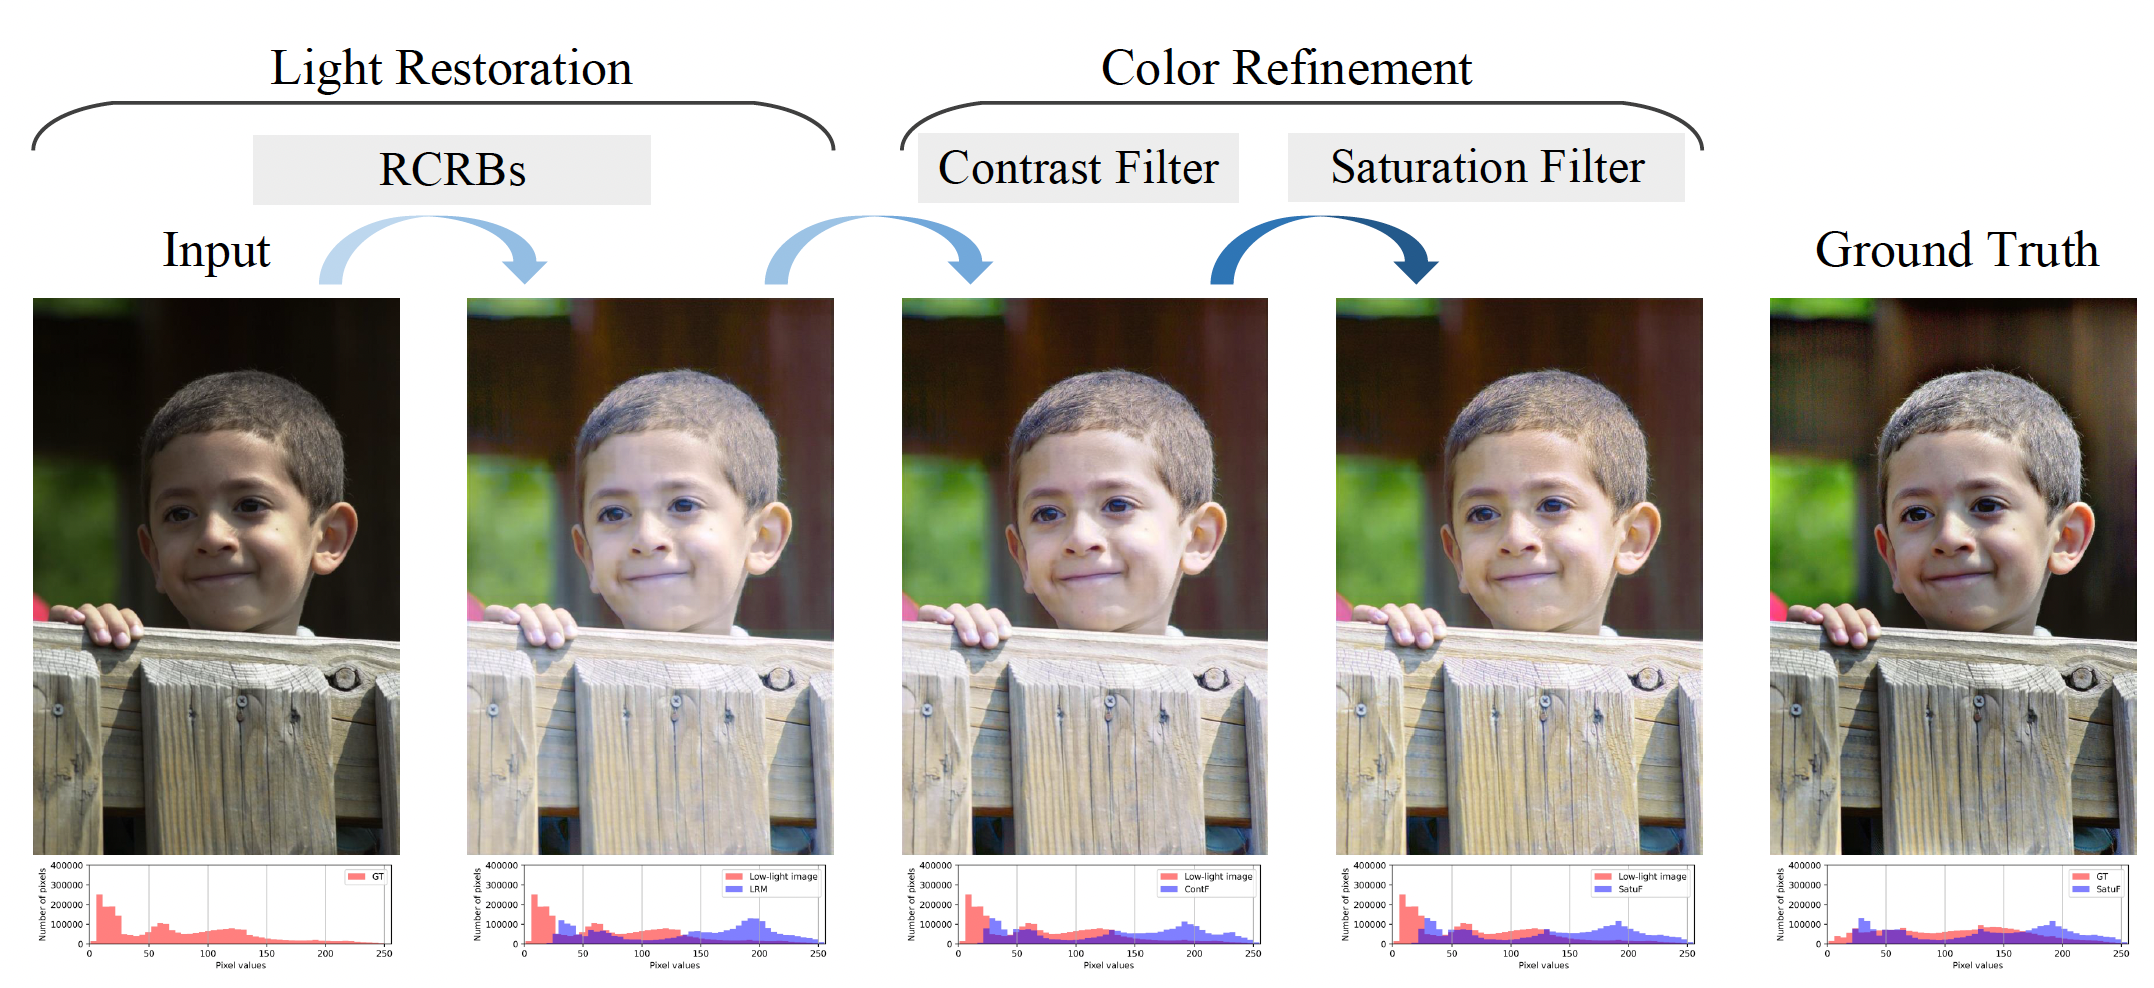 Light Restoration
Color Refinement
RCRBs
Contrast Filter
Saturation Filter
Input
Ground Truth
400000
300000
200000
100000
0
Number of pixels
GT
0 50 100 150 200 250
Pixel values
400000
300000
200000
100000
0
Number of pixels
Low-light image
LRM
0 50 100 150 200 250
Pixel values
400000
300000
200000
100000
0
Number of pixels
Low-light image
ContF
0 50 100 150 200 250
Pixel values
400000
300000
200000
100000
0
Number of pixels
Low-light image
SatuF
0 50 100 150 200 250
Pixel values
400000
300000
200000
100000
0
Number of pixels
GT
SatuF
0 50 100 150 200 250
Pixel values